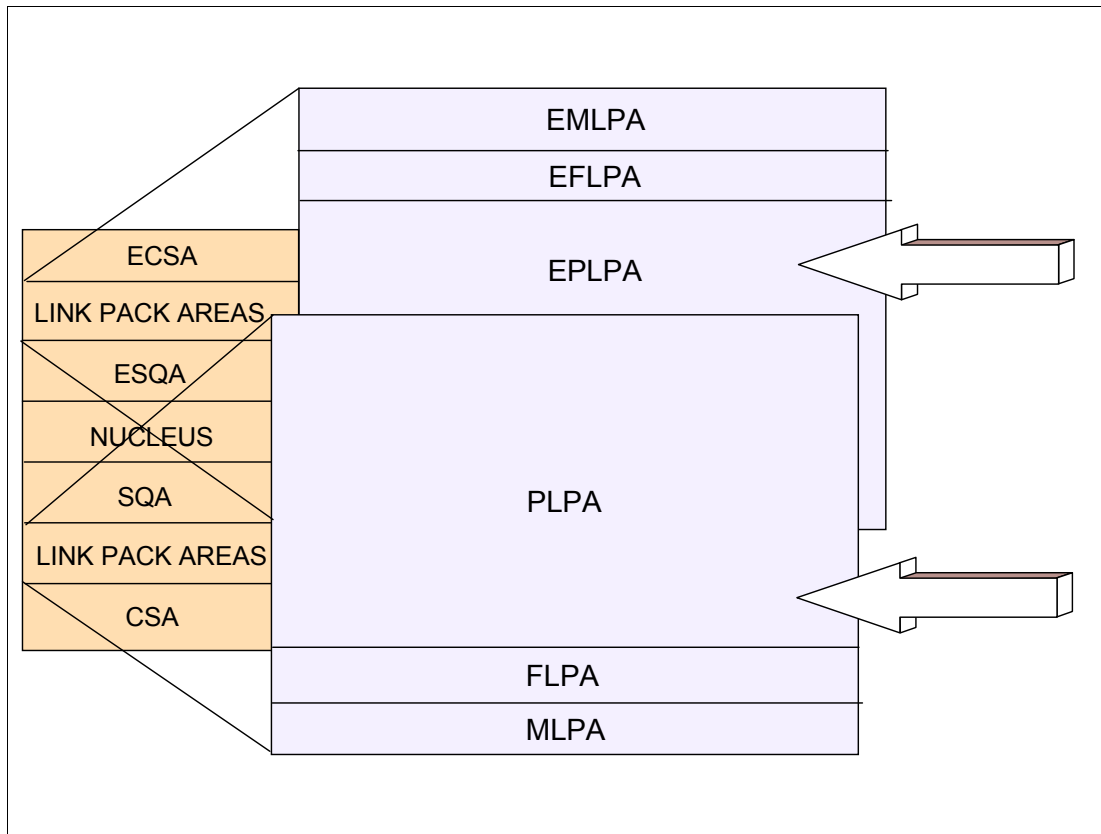 EMLPA
EFLPA
EPLPA
ECSA
LINK PACK AREAS
ESQA
NUCLEUS
SQA
LINK PACK AREAS
CSA
PLPA
FLPA
MLPA